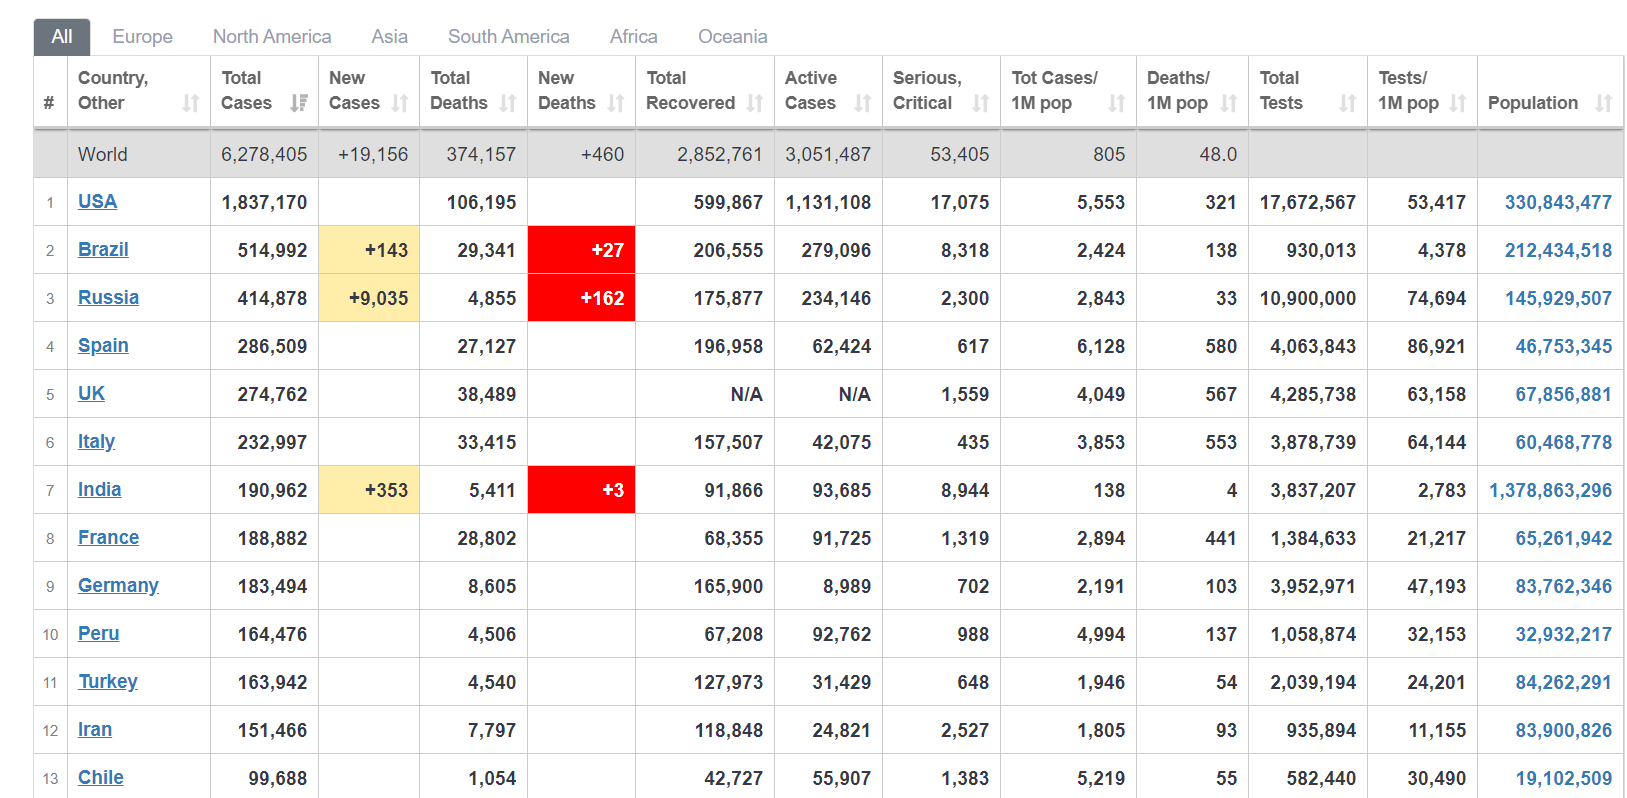 All Europe North America Asia South America Africa Oceania
# Country, Other Total Cases New Cases Total Deaths New Deaths Total Recovered Active Cases Serious, Critical Tot Cases/ 1M pop Deaths/ 1M pop Total Tests Tests/ 1M pop Population
World 6,278,405 +19,156 374,157 +460 2,852,761 3,051,487 53,405 805 48.0
1 USA 1,837,170 106,195 599,867 1,131,108 17,075 5,553 321 17,672,567 53,417 330,843,477
2 Brazil 514,992 +143 29,341 +27 206,555 279,096 8,318 2,424 138 930,013 4,378 212,434,518
3 Russia 414,878 +9,035 4,855 +162 175,877 234,146 2,300 2,843 33 10,900,000 74,694 145,929,507
4 Spain 286,509 27,127 196,958 62,424 617 6,128 580 4,063,843 86,921 46,753,345
5 UK 274,762 38,489 N/A N/A 1,559 4,049 567 4,285,738 63,158 67,856,881
6 Italy 232,997 33,415 157,507 42,075 435 3,853 553 3,878,739 64,144 60,468,778
7 India 190,962 +353 5,411 +3 91,866 93,685 8,944 138 4 3,837,207 2,783 1,378,863,296
8 France 188,882 28,802 68,355 91,725 1,319 2,894 441 1,384,633 21,217 65,261,942
9 Germany 183,494 8,605 165,900 8,989 702 2,191 103 3,952,971 47,193 83,762,346
10 Peru 164,476 4,506 67,208 92,762 988 4,994 137 1,058,874 32,153 32,932,217
11 Turkey 163,942 4,540 127,973 31,429 648 1,946 54 2,039,194 24,201 84,262,291
12 Iran 151,466 7,797 118,848 24,821 2,527 1,805 93 935,894 11,155 83,900,826
13 Chile 99,688 1,054 42,727 55,907 1,383 5,219 55 582,440 30,490 19,102,509